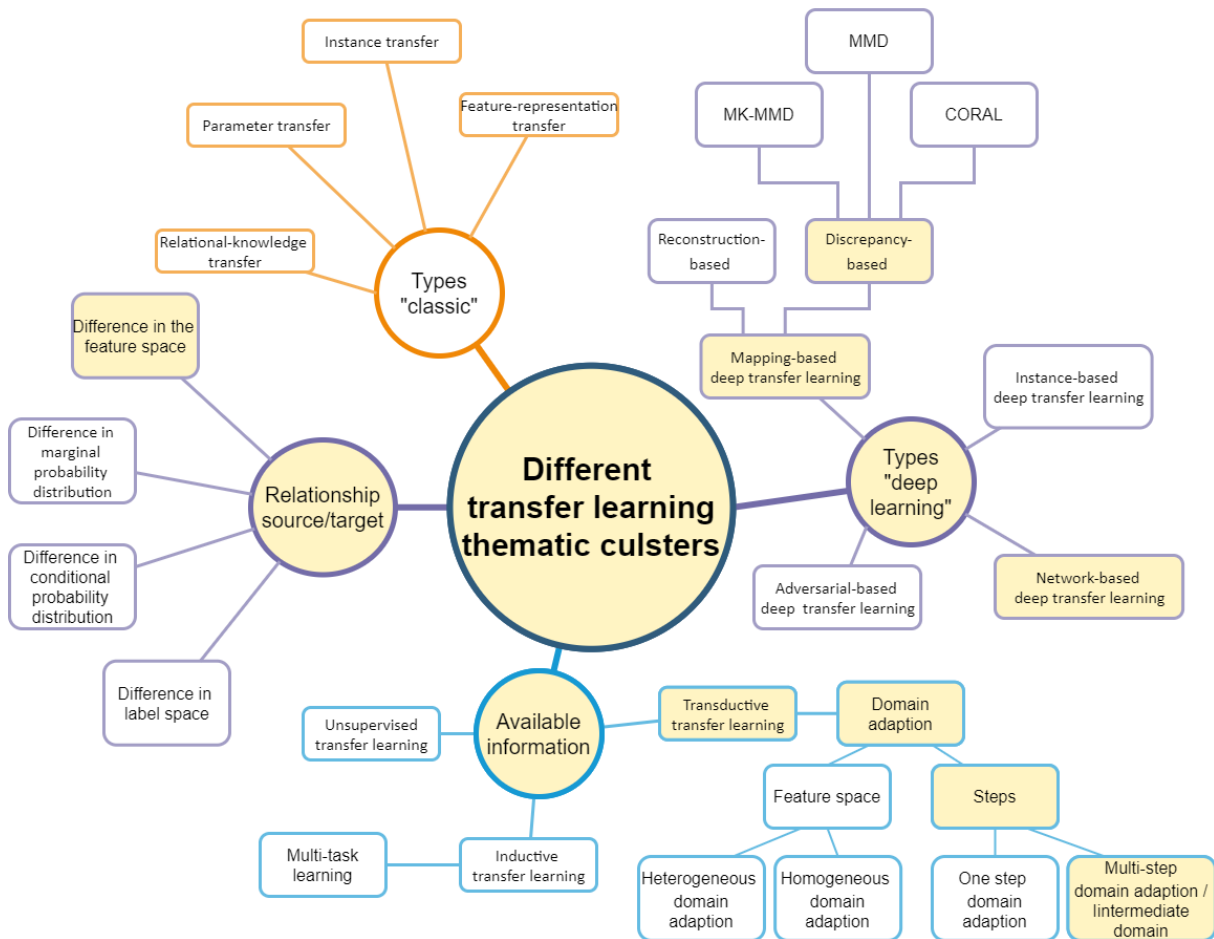 Instance transfer
MMD
Feature-representation
transfer
MK-MMD
CORAL
Parameter transfer
Relational-knowledge
transfer
Types
"classic"
Reconstruction-
based
Discrepancy-
based
Difference in the
feature space
Mapping-based
deep transfer learning
Instance-based
deep transfer learning
Difference in
marginal
probability
distribution
Relationship
source/target
Different
transfer learning
thematic culsters
Types
"deep
learning"
Difference in
conditional
probability
distribution
Adversarial-based
deep transfer learning
Network-based
deep transfer learning
Difference in
label space
Unsupervised
transfer learning
Available
information
Transductive
transfer learning
Domain
adaption
Feature space
Steps
Multi-task
learning
Inductive
transfer learning
Heterogeneous
domain
adaption
Homogeneous
domain
adaption
One step
domain
adaption
Multi-step
domain adaption /
Iintermediate
domain